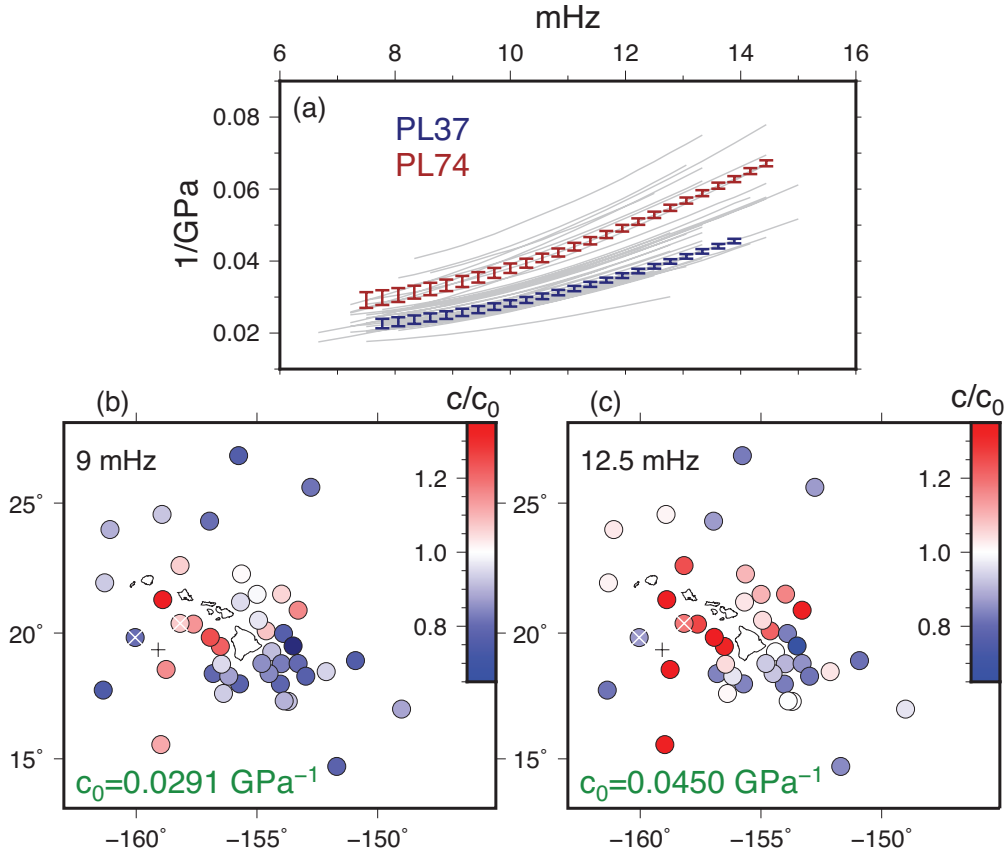 mHz
6 8 10 12 14 16
(a)
PL37
PL74
1/GPa
0.08
0.06
0.04
0.02
(b)
c/c₀
9 mHz
1.2
1.0
0.8
25˚
20˚
15˚
c₀=0.0291 GPa⁻¹
−160˚ −155˚ −150˚
(c)
c/c₀
12.5 mHz
1.2
1.0
0.8
25˚
20˚
15˚
c₀=0.0450 GPa⁻¹
−160˚ −155˚ −150˚